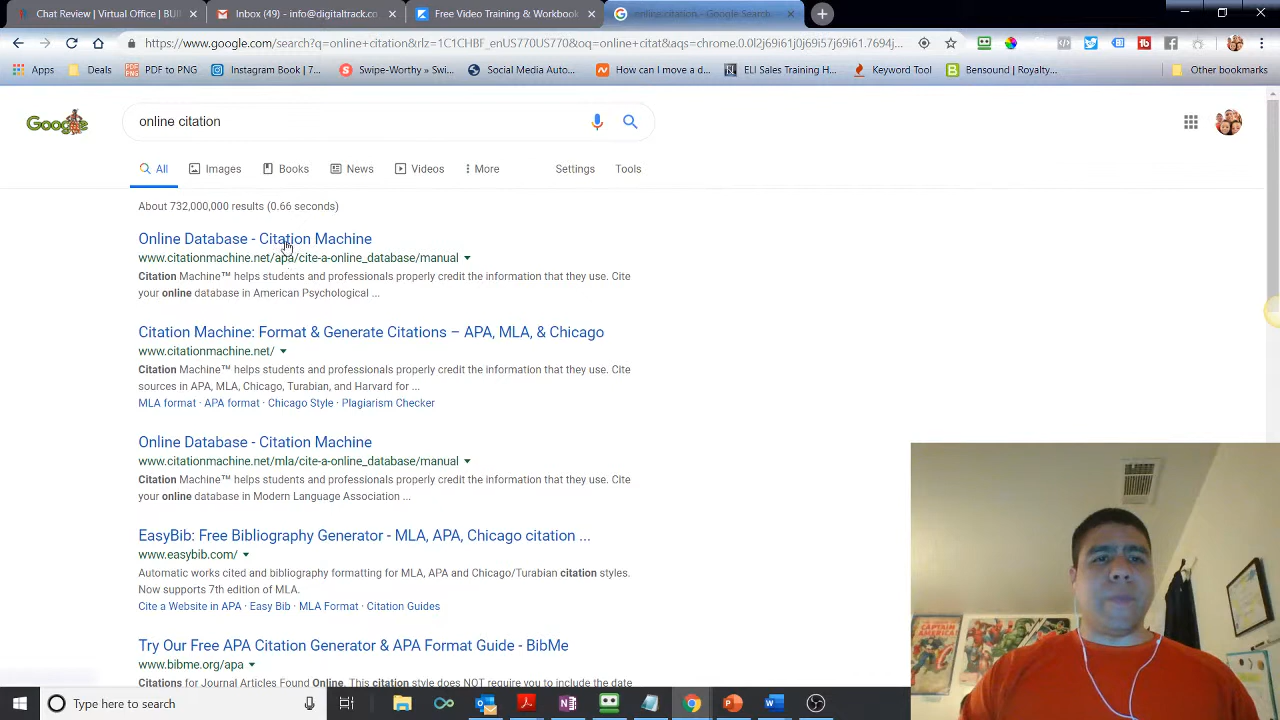 Chat Review | Virtual Office | BUI
Inbox (49) - info@digitaltrack.co
Free Video Training & Workbook
online citation - Google Search
https://www.google.com/search?q=online+citation&rlz=1C1CHBF_enUS770US770&oq=online+citat&aqs=chrome.0.0l2j69i61j0j69i57j69i61.7694j...
Apps
Deals
PDF to PNG
Instagram Book | 7...
Swipe-Worthy » Swi...
Social Media Auto...
How can I move a d...
ELI Sales Training H...
Keyword Tool
Bensound | Royalty...
Other bookmarks
Google
online citation
All
Images
Books
News
Videos
More
Settings
Tools
About 732,000,000 results (0.66 seconds)
Online Database - Citation Machine
www.citationmachine.net/apa/cite-a-online_database/manual
Citation Machine™ helps students and professionals properly credit the information that they use. Cite
your online database in American Psychological ...
Citation Machine: Format & Generate Citations – APA, MLA, & Chicago
www.citationmachine.net/
Citation Machine™ helps students and professionals properly credit the information that they use. Cite
sources in APA, MLA, Chicago, Turabian, and Harvard for ...
MLA format · APA format · Chicago Style · Plagiarism Checker
Online Database - Citation Machine
www.citationmachine.net/mla/cite-a-online_database/manual
Citation Machine™ helps students and professionals properly credit the information that they use. Cite
your online database in Modern Language Association ...
EasyBib: Free Bibliography Generator - MLA, APA, Chicago citation ...
www.easybib.com/
Automatic works cited and bibliography formatting for MLA, APA and Chicago/Turabian citation styles.
Now supports 7th edition of MLA.
Cite a Website in APA · Easy Bib · MLA Format · Citation Guides
Try Our Free APA Citation Generator & APA Format Guide - BibMe
www.bibme.org/apa
Citations for Journal Articles Found Online. This citation style does NOT require you to include the date
CAPTAIN AMERICA
Type here to search